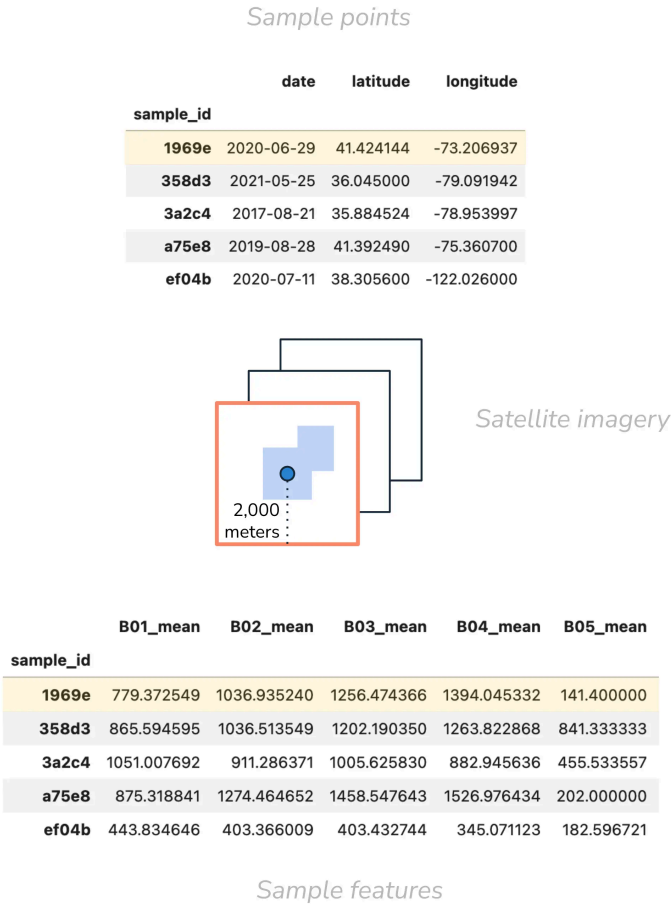 Sample points
date latitude longitude
sample_id
1969e 2020-06-29 41.424144 -73.206937
358d3 2021-05-25 36.045000 -79.091942
3a2c4 2017-08-21 35.884524 -78.953997
a75e8 2019-08-28 41.392490 -75.360700
ef04b 2020-07-11 38.305600 -122.026000
Satellite imagery
2,000
meters
B01_mean B02_mean B03_mean B04_mean B05_mean
sample_id
1969e 779.372549 1036.935240 1256.474366 1394.045332 141.400000
358d3 865.594595 1036.513549 1202.190350 1263.822868 841.333333
3a2c4 1051.007692 911.286371 1005.625830 882.945636 455.533557
a75e8 875.318841 1274.464652 1458.547643 1526.976434 202.000000
ef04b 443.834646 403.366009 403.432744 345.071123 182.596721
Sample features